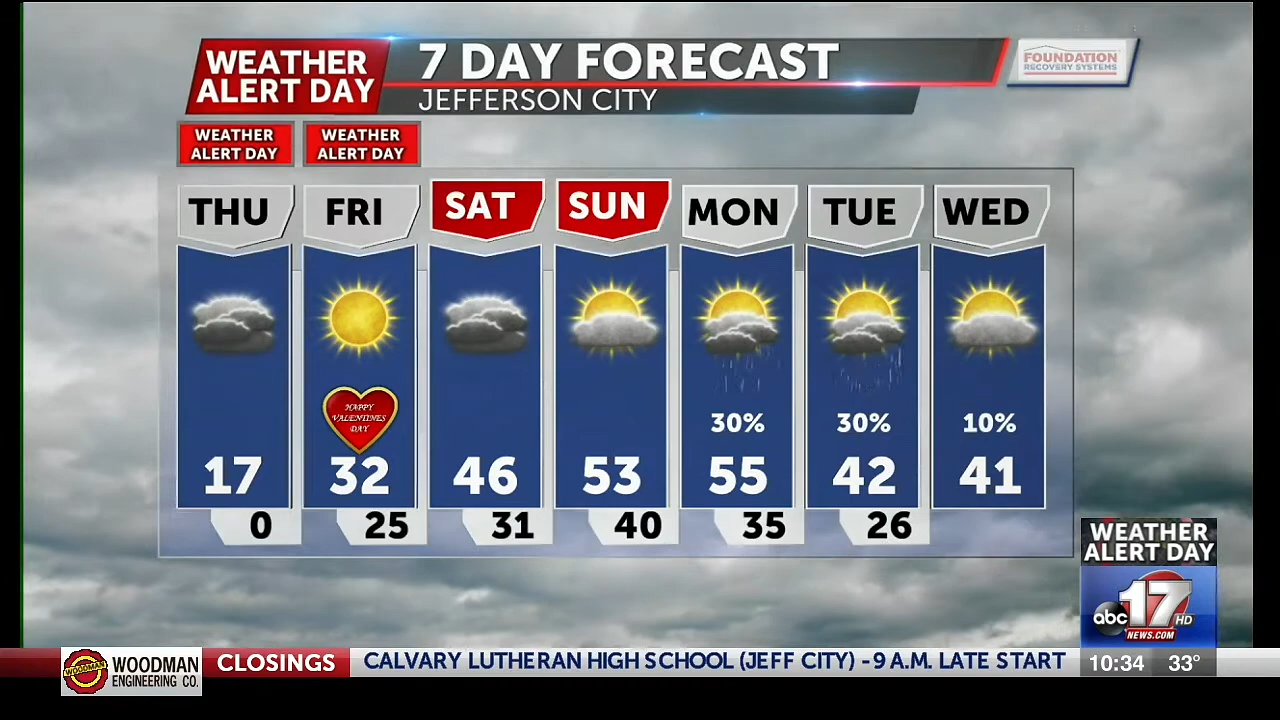 WEATHER
ALERT DAY
7 DAY FORECAST
JEFFERSON CITY
FOUNDATION
RECOVERY SYSTEMS
WEATHER
ALERT DAY
WEATHER
ALERT DAY
THU
FRI
SAT
SUN
MON
TUE
WED
HAPPY
VALENTINES
DAY
30%
30%
10%
17
32
46
53
55
42
41
0
25
31
40
35
26
WEATHER
ALERT DAY
abc 17 HD
NEWS.COM
WOODMAN
WOODMAN
ENGINEERING CO.
CLOSINGS
CALVARY LUTHERAN HIGH SCHOOL (JEFF CITY) - 9 A.M. LATE START
10:34 33°